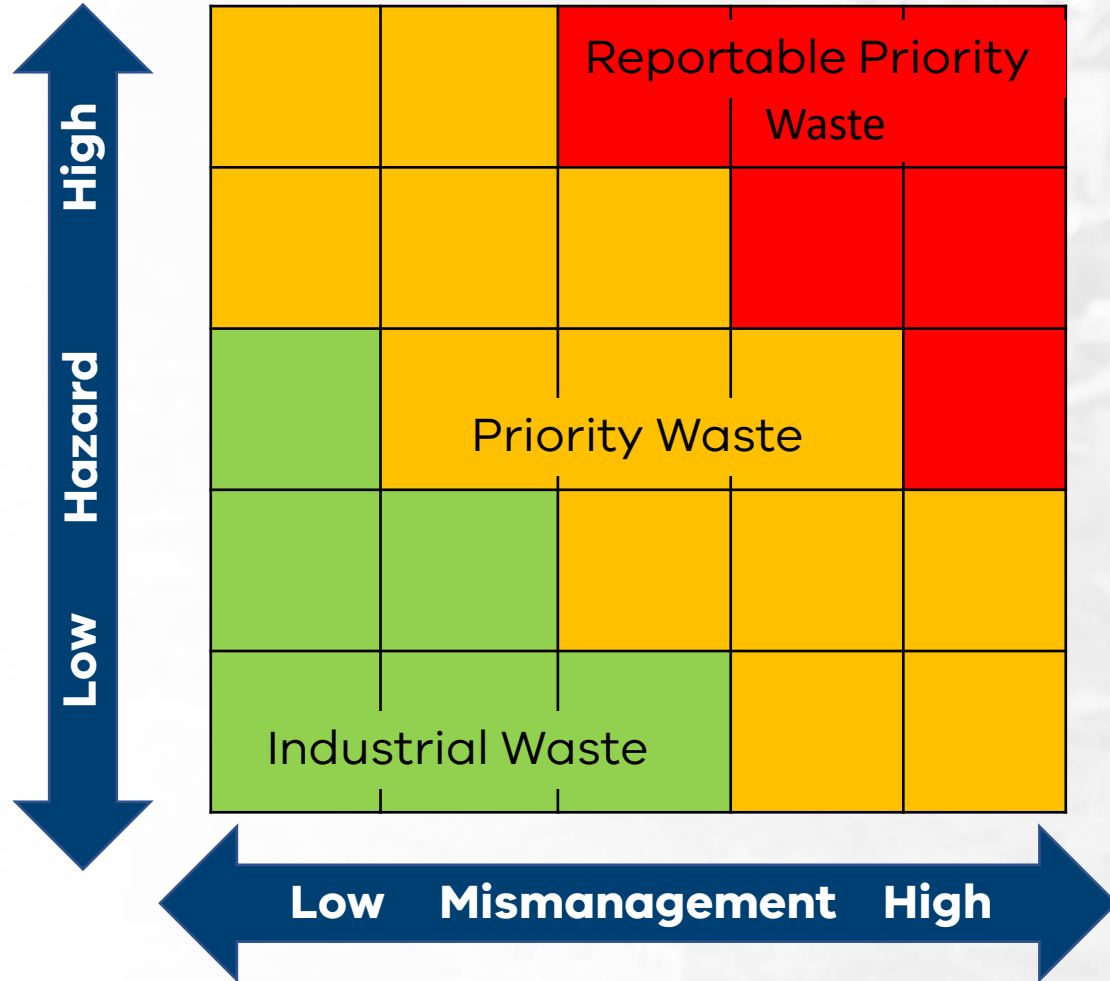 Reportable Priority
Waste
Priority Waste
Industrial Waste
Low Hazard High
Low Mismanagement High